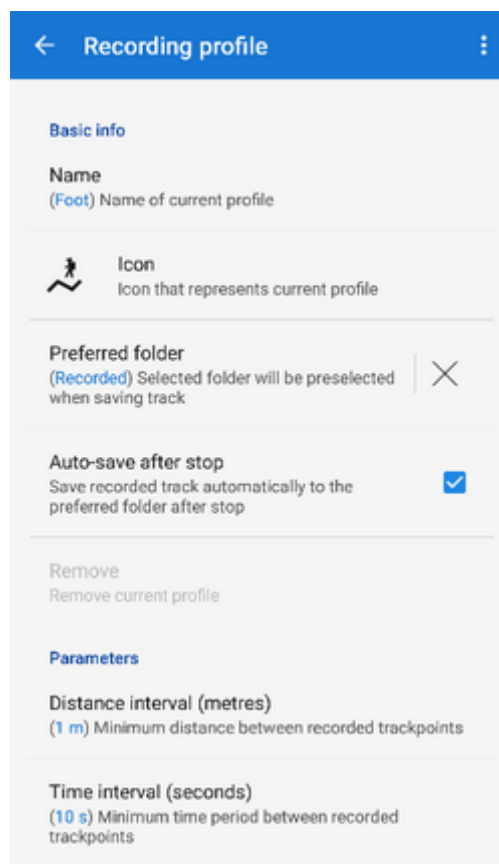 Recording profile
Basic info
Name
(Foot) Name of current profile
Icon
Icon that represents current profile
Preferred folder
(Recorded) Selected folder will be preselected
when saving track
Auto-save after stop
Save recorded track automatically to the
preferred folder after stop
Remove
Remove current profile
Parameters
Distance interval (metres)
(1 m) Minimum distance between recorded trackpoints
Time interval (seconds)
(10 s) Minimum time period between recorded
trackpoints